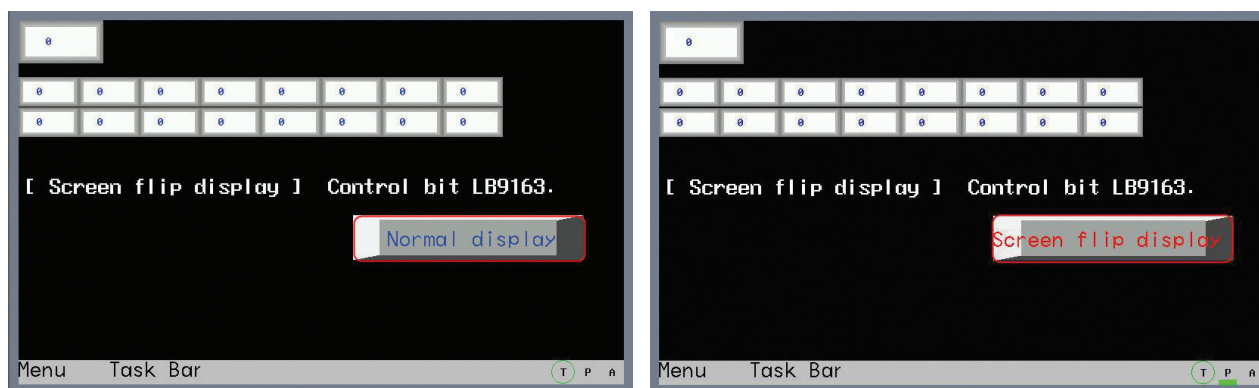 0
0 0 0 0 0 0 0 0
0 0 0 0 0 0 0 0
[ Screen flip display ] Control bit LB9163.
Normal display
Menu Task Bar T P A
0
0 0 0 0 0 0 0 0
0 0 0 0 0 0 0 0
[ Screen flip display ] Control bit LB9163.
Screen flip display
Menu Task Bar T P A